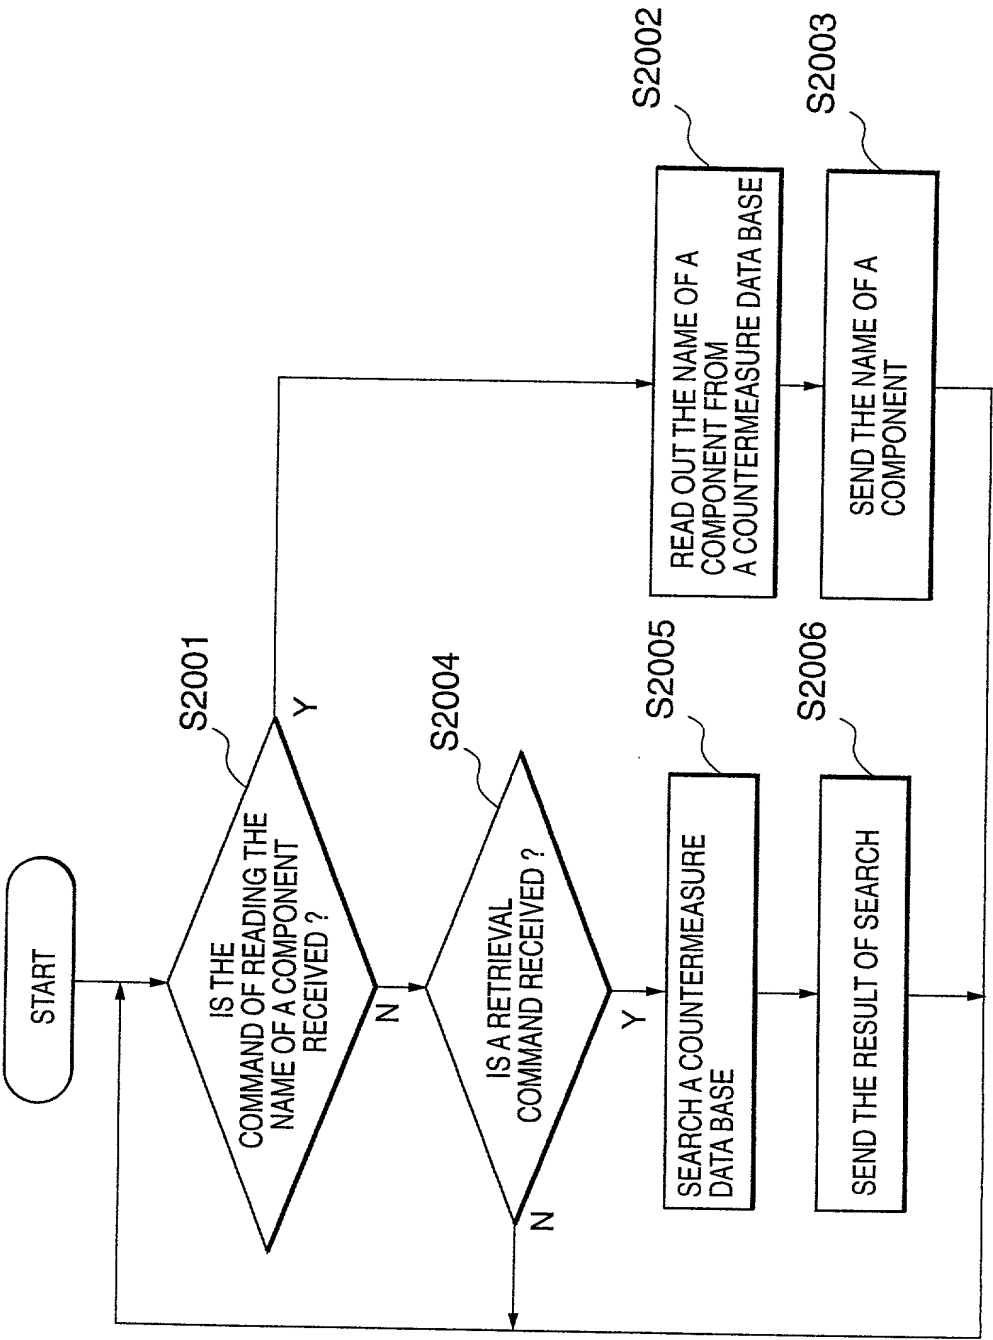 START
S2001
IS THE
COMMAND OF READING THE
NAME OF A COMPONENT
RECEIVED ?
Y
N
S2004
IS A RETRIEVAL
COMMAND RECEIVED ?
N
Y
S2005
SEARCH A COUNTERMEASURE
DATA BASE
S2006
SEND THE RESULT OF SEARCH
S2002
READ OUT THE NAME OF A
COMPONENT FROM
A COUNTERMEASURE DATA BASE
S2003
SEND THE NAME OF A
COMPONENT